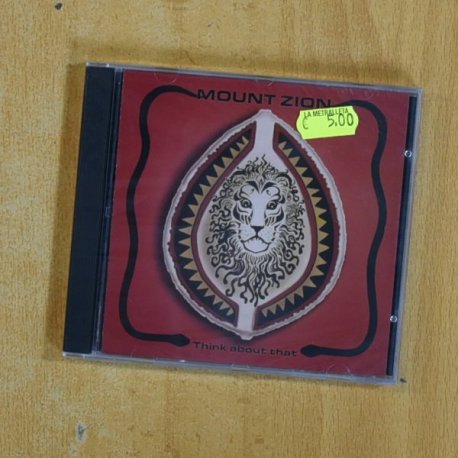 MOUNT ZION
LA METRALLETA
€ 5,00
Think about that